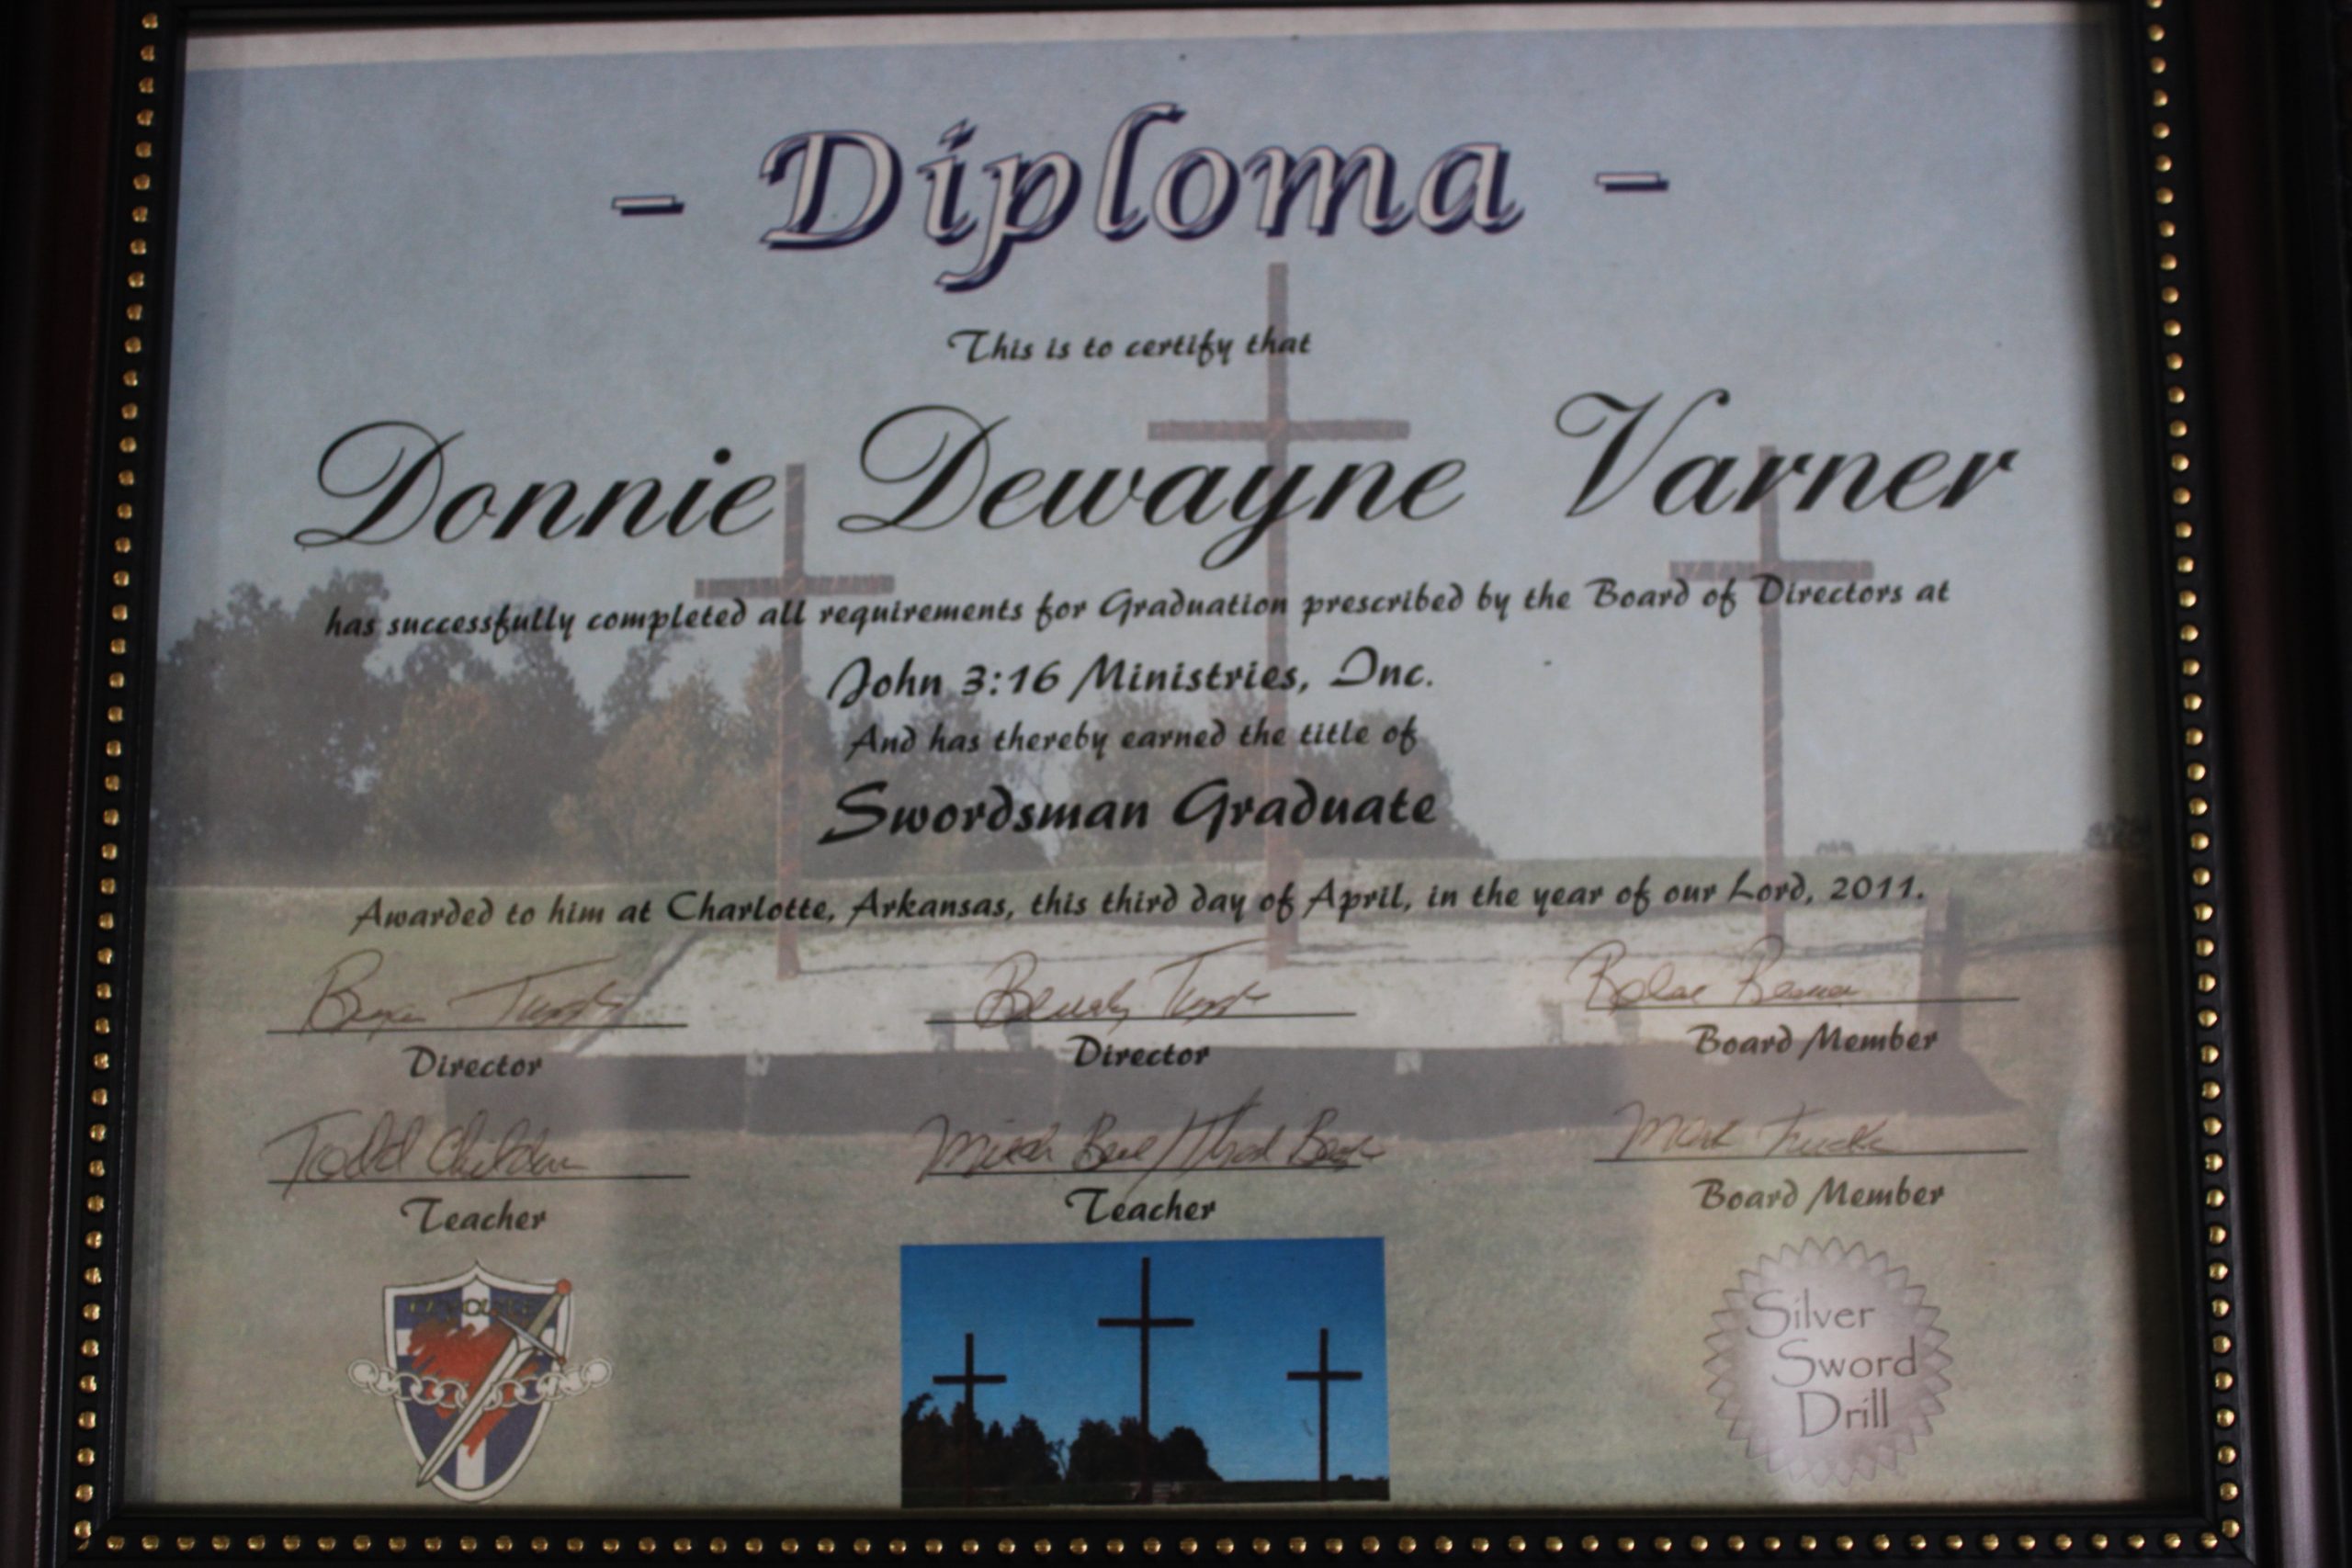 - Diploma -
This is to certify that
Donnie Dewayne Varner
has successfully completed all requirements for Graduation prescribed by the Board of Directors at
John 3:16 Ministries, Inc.
And has thereby earned the title of
Swordsman Graduate
Awarded to him at Charlotte, Arkansas, this third day of April, in the year of our Lord, 2011.
Director
Director
Board Member
Todd
Teacher
Teacher
Board Member
Silver
Sword
Drill